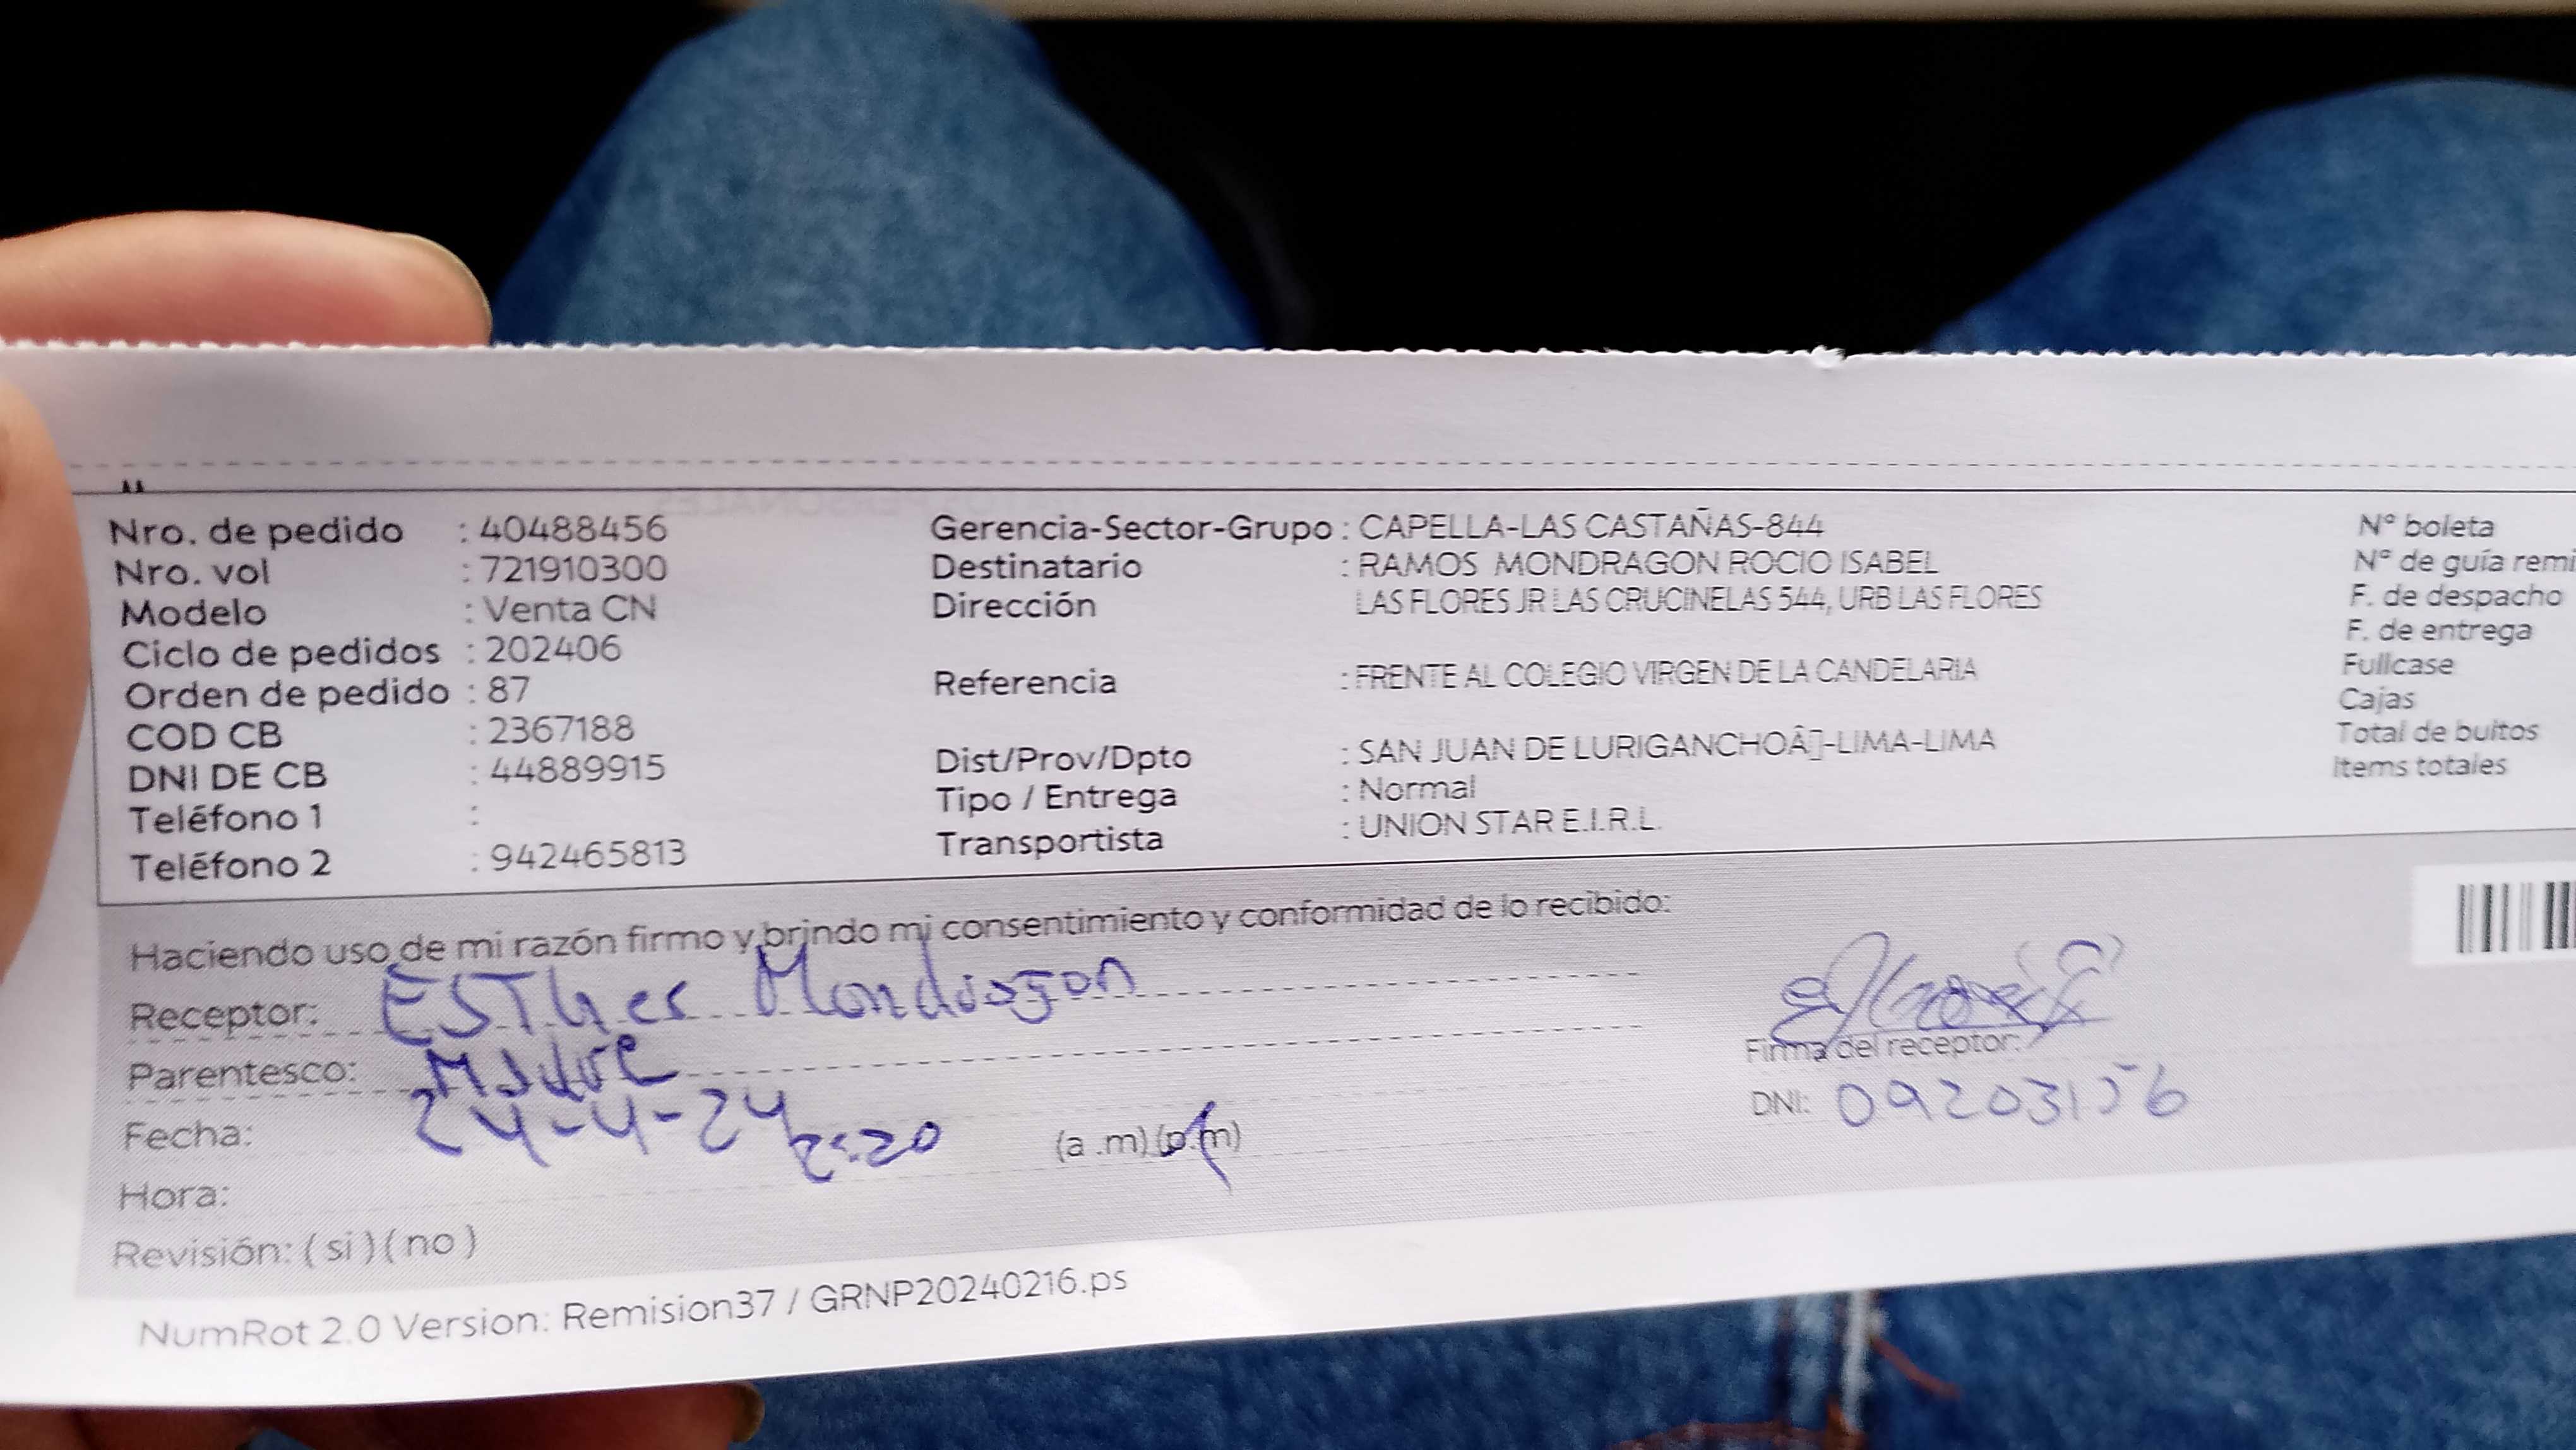 Nro. de pedido : 40488456
Nro. vol : 721910300
Modelo : Venta CN
Ciclo de pedidos : 202406
Orden de pedido : 87
COD CB : 2367188
DNI DE CB : 44889915
Teléfono 1 :
Teléfono 2 : 942465813
Gerencia-Sector-Grupo : CAPELLA-LAS CASTAÑAS-844
Destinatario : RAMOS MONDRAGON ROCIO ISABEL
Dirección LAS FLORES JR LAS CRUCINELAS 544, URB LAS FLORES
Referencia : FRENTE AL COLEGIO VIRGEN DE LA CANDELARIA
Dist/Prov/Dpto : SAN JUAN DE LURIGANCHOÂ▯-LIMA-LIMA
Tipo / Entrega : Normal
Transportista : UNION STAR E.I.R.L.
N° boleta
N° de guía remi
F. de despacho
F. de entrega
Fullcase
Cajas
Total de bultos
Items totales
Haciendo uso de mi razón firmo y brindo mi consentimiento y conformidad de lo recibido:
Receptor: ESTher Mondragon
Parentesco: Madre
Fecha: 24-4-24
(a .m) (p.m)
Hora:
Revisión: ( si ) ( no )
Firma del receptor:
DNI: 09203156
NumRot 2.0 Version: Remision37 / GRNP20240216.ps